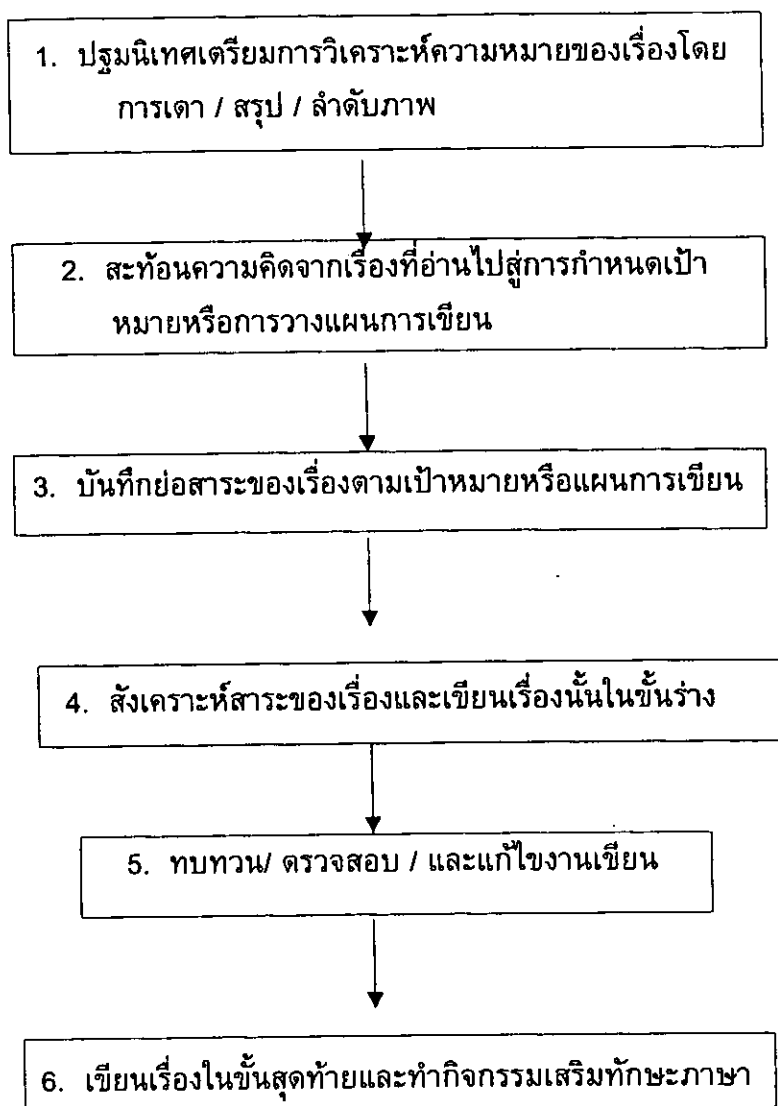 1. ปฐมนิเทศเตรียมการวิเคราะห์ความหมายของเรื่องโดย
การเดา / สรุป / ลำดับภาพ
2. สะท้อนความคิดจากเรื่องที่อ่านไปสู่การกำหนดเป้า
หมายหรือการวางแผนการเขียน
3. บันทึกย่อสาระของเรื่องตามเป้าหมายหรือแผนการเขียน
4. สังเคราะห์สาระของเรื่องและเขียนเรื่องนั้นในขั้นร่าง
5. ทบทวน/ ตรวจสอบ / และแก้ไขงานเขียน
6. เขียนเรื่องในขั้นสุดท้ายและทำกิจกรรมเสริมทักษะภาษา